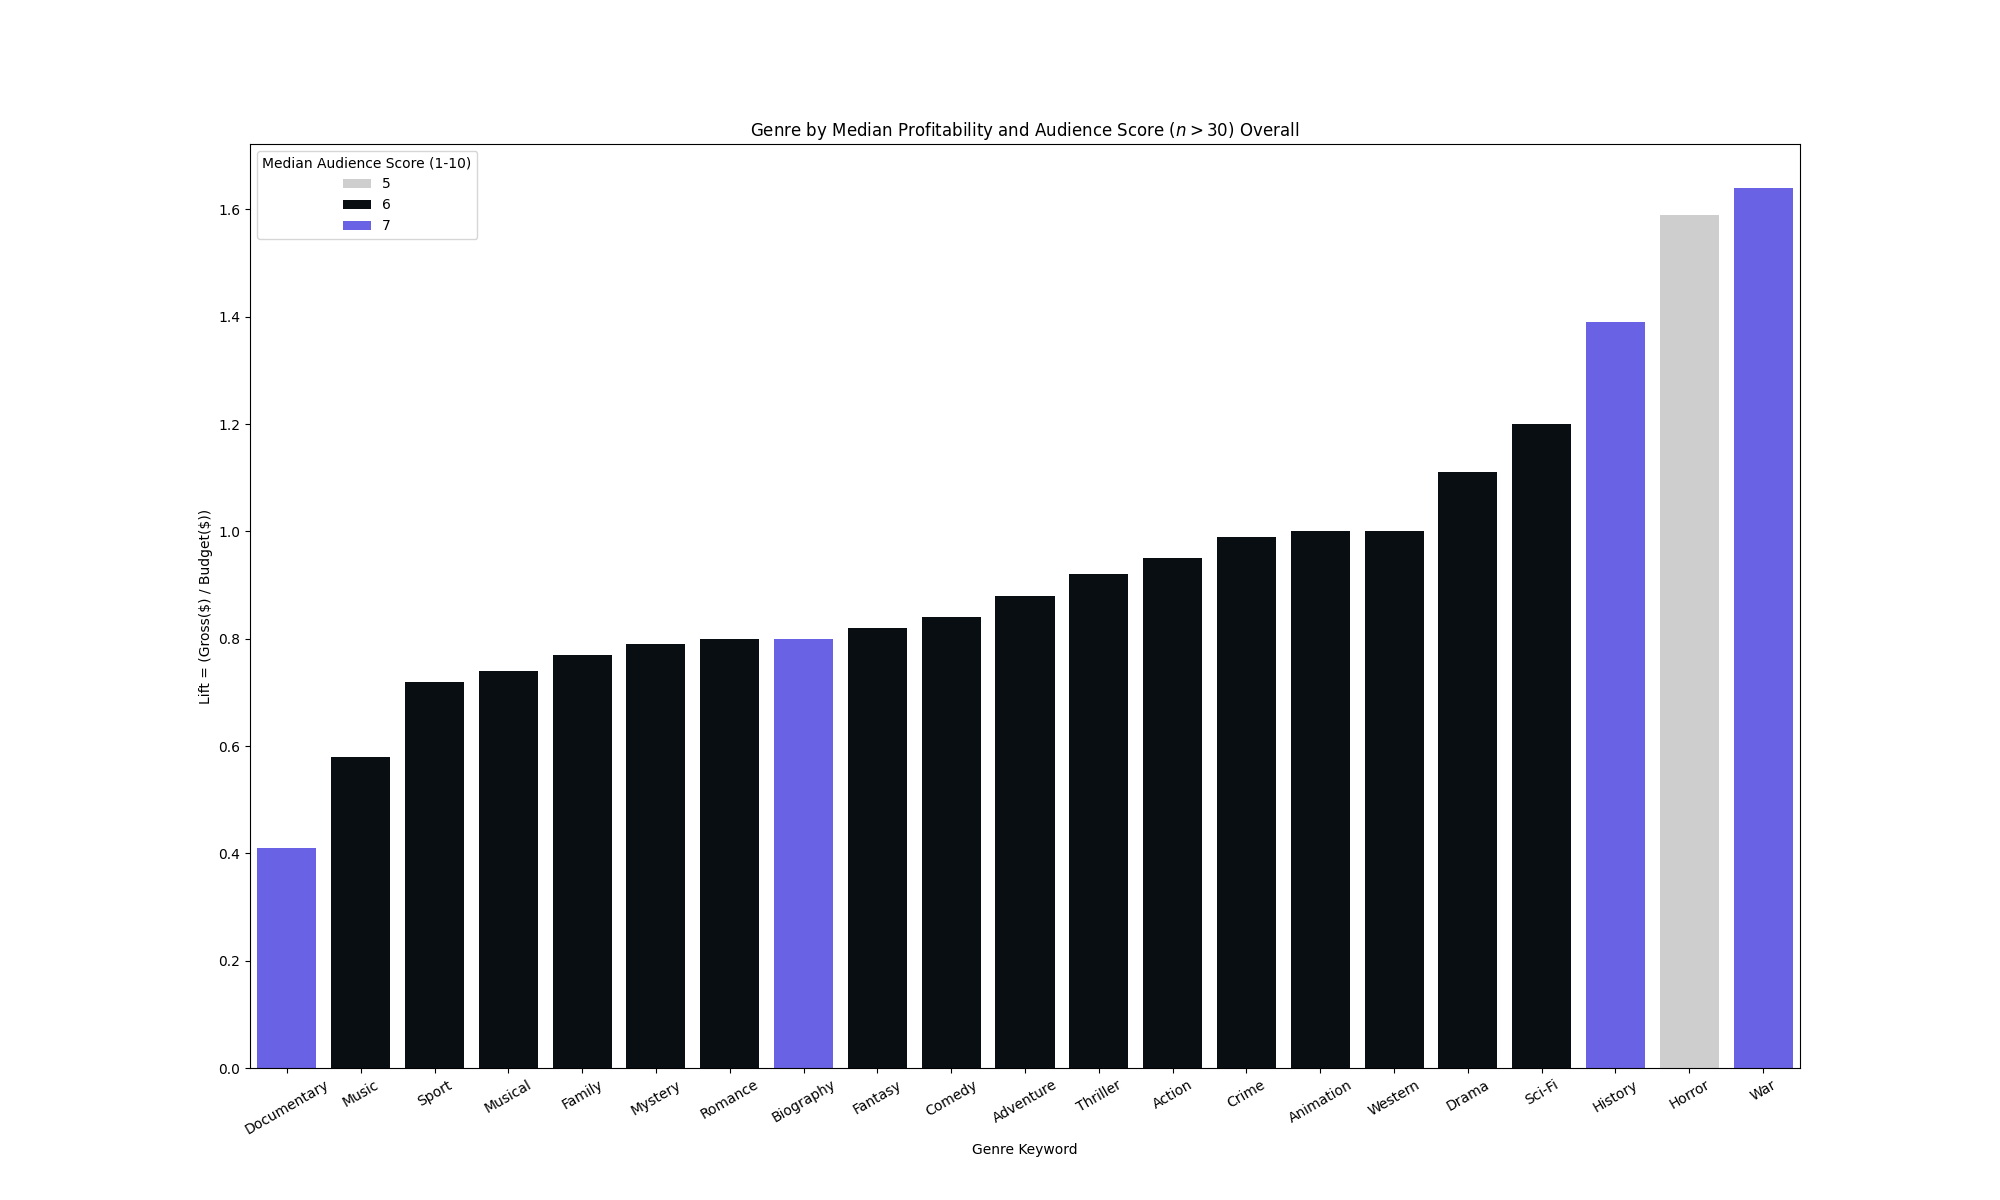 Genre by Median Profitability and Audience Score (n > 30) Overall
Median Audience Score (1-10)
5
6
7
Lift = (Gross($) / Budget($))
1.6
1.4
1.2
1.0
0.8
0.6
0.4
0.2
0.0
Documentary
Music
Sport
Musical
Family
Mystery
Romance
Biography
Fantasy
Comedy
Adventure
Thriller
Action
Crime
Animation
Western
Drama
Sci-Fi
History
Horror
War
Genre Keyword